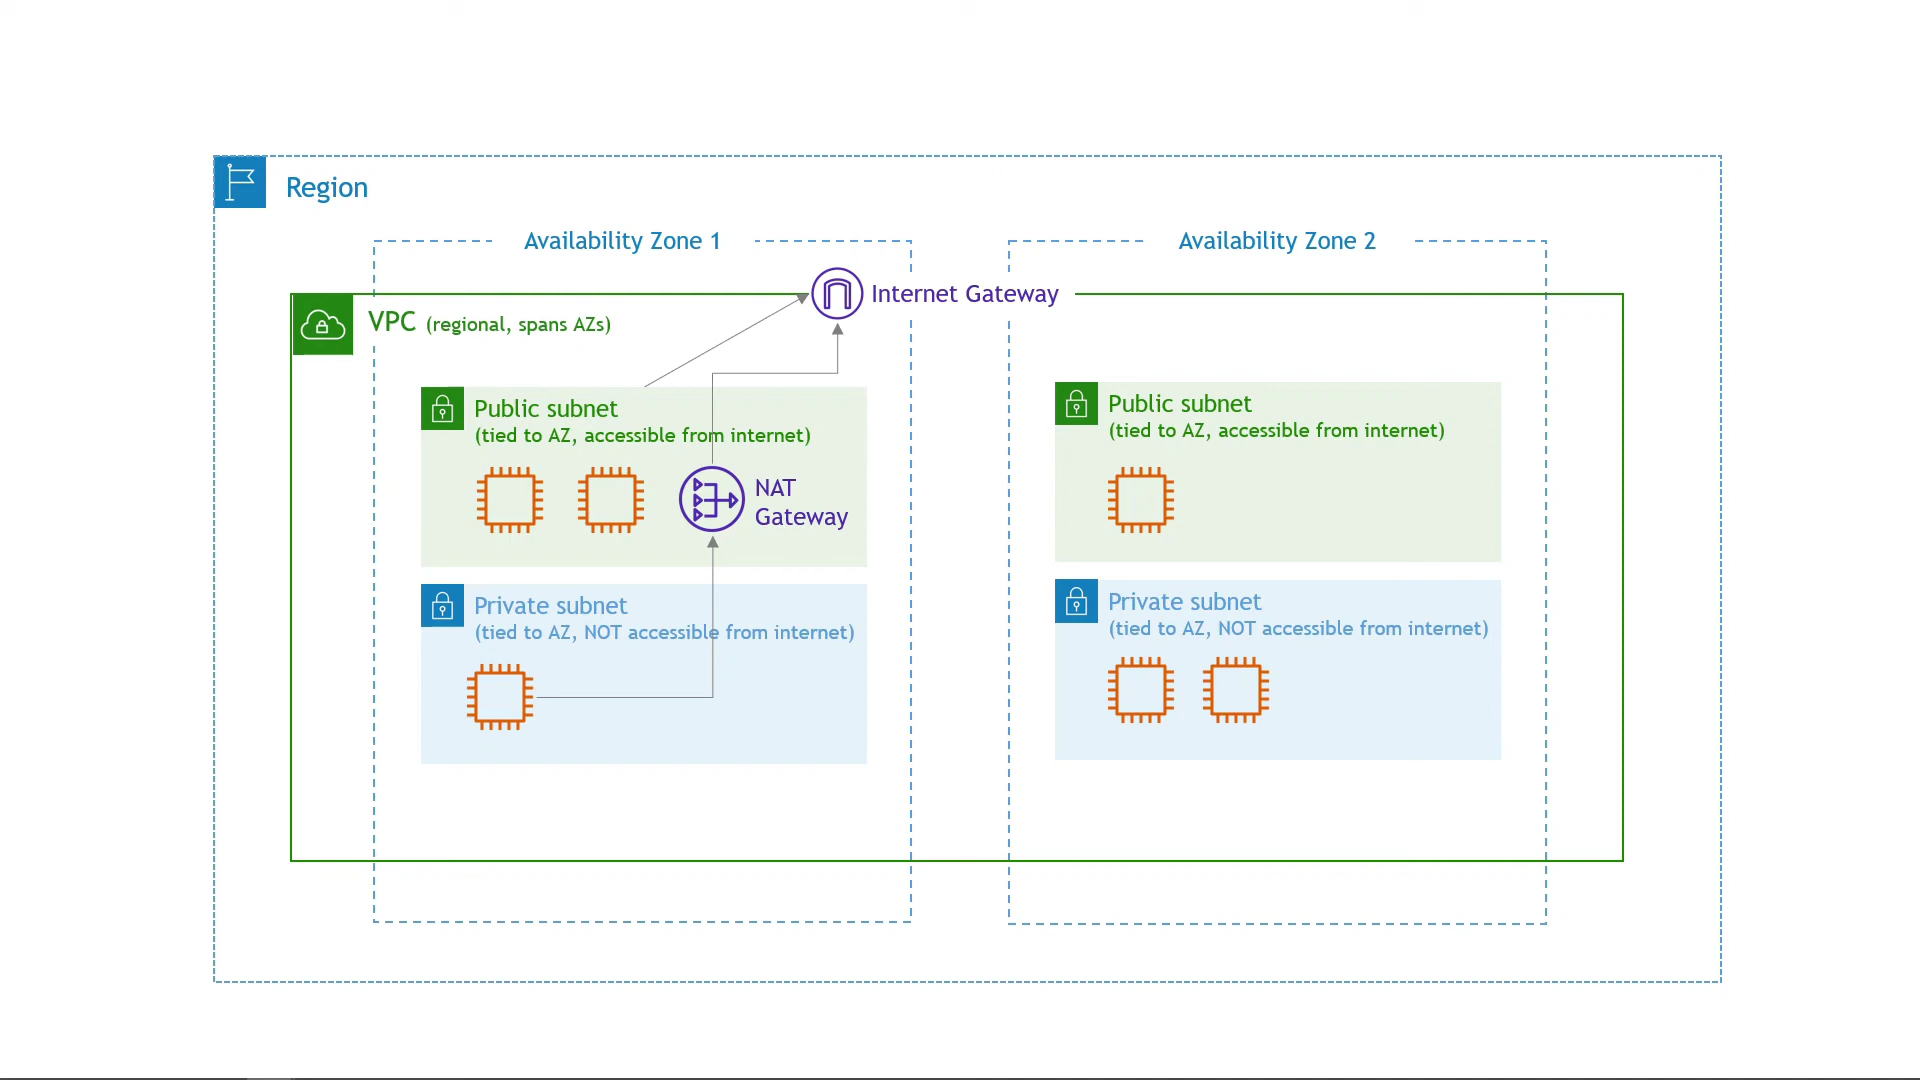 Region
Availability Zone 1
Availability Zone 2
Internet Gateway
VPC (regional, spans AZs)
Public subnet
(tied to AZ, accessible from internet)
NAT
Gateway
Private subnet
(tied to AZ, NOT accessible from internet)
Public subnet
(tied to AZ, accessible from internet)
Private subnet
(tied to AZ, NOT accessible from internet)